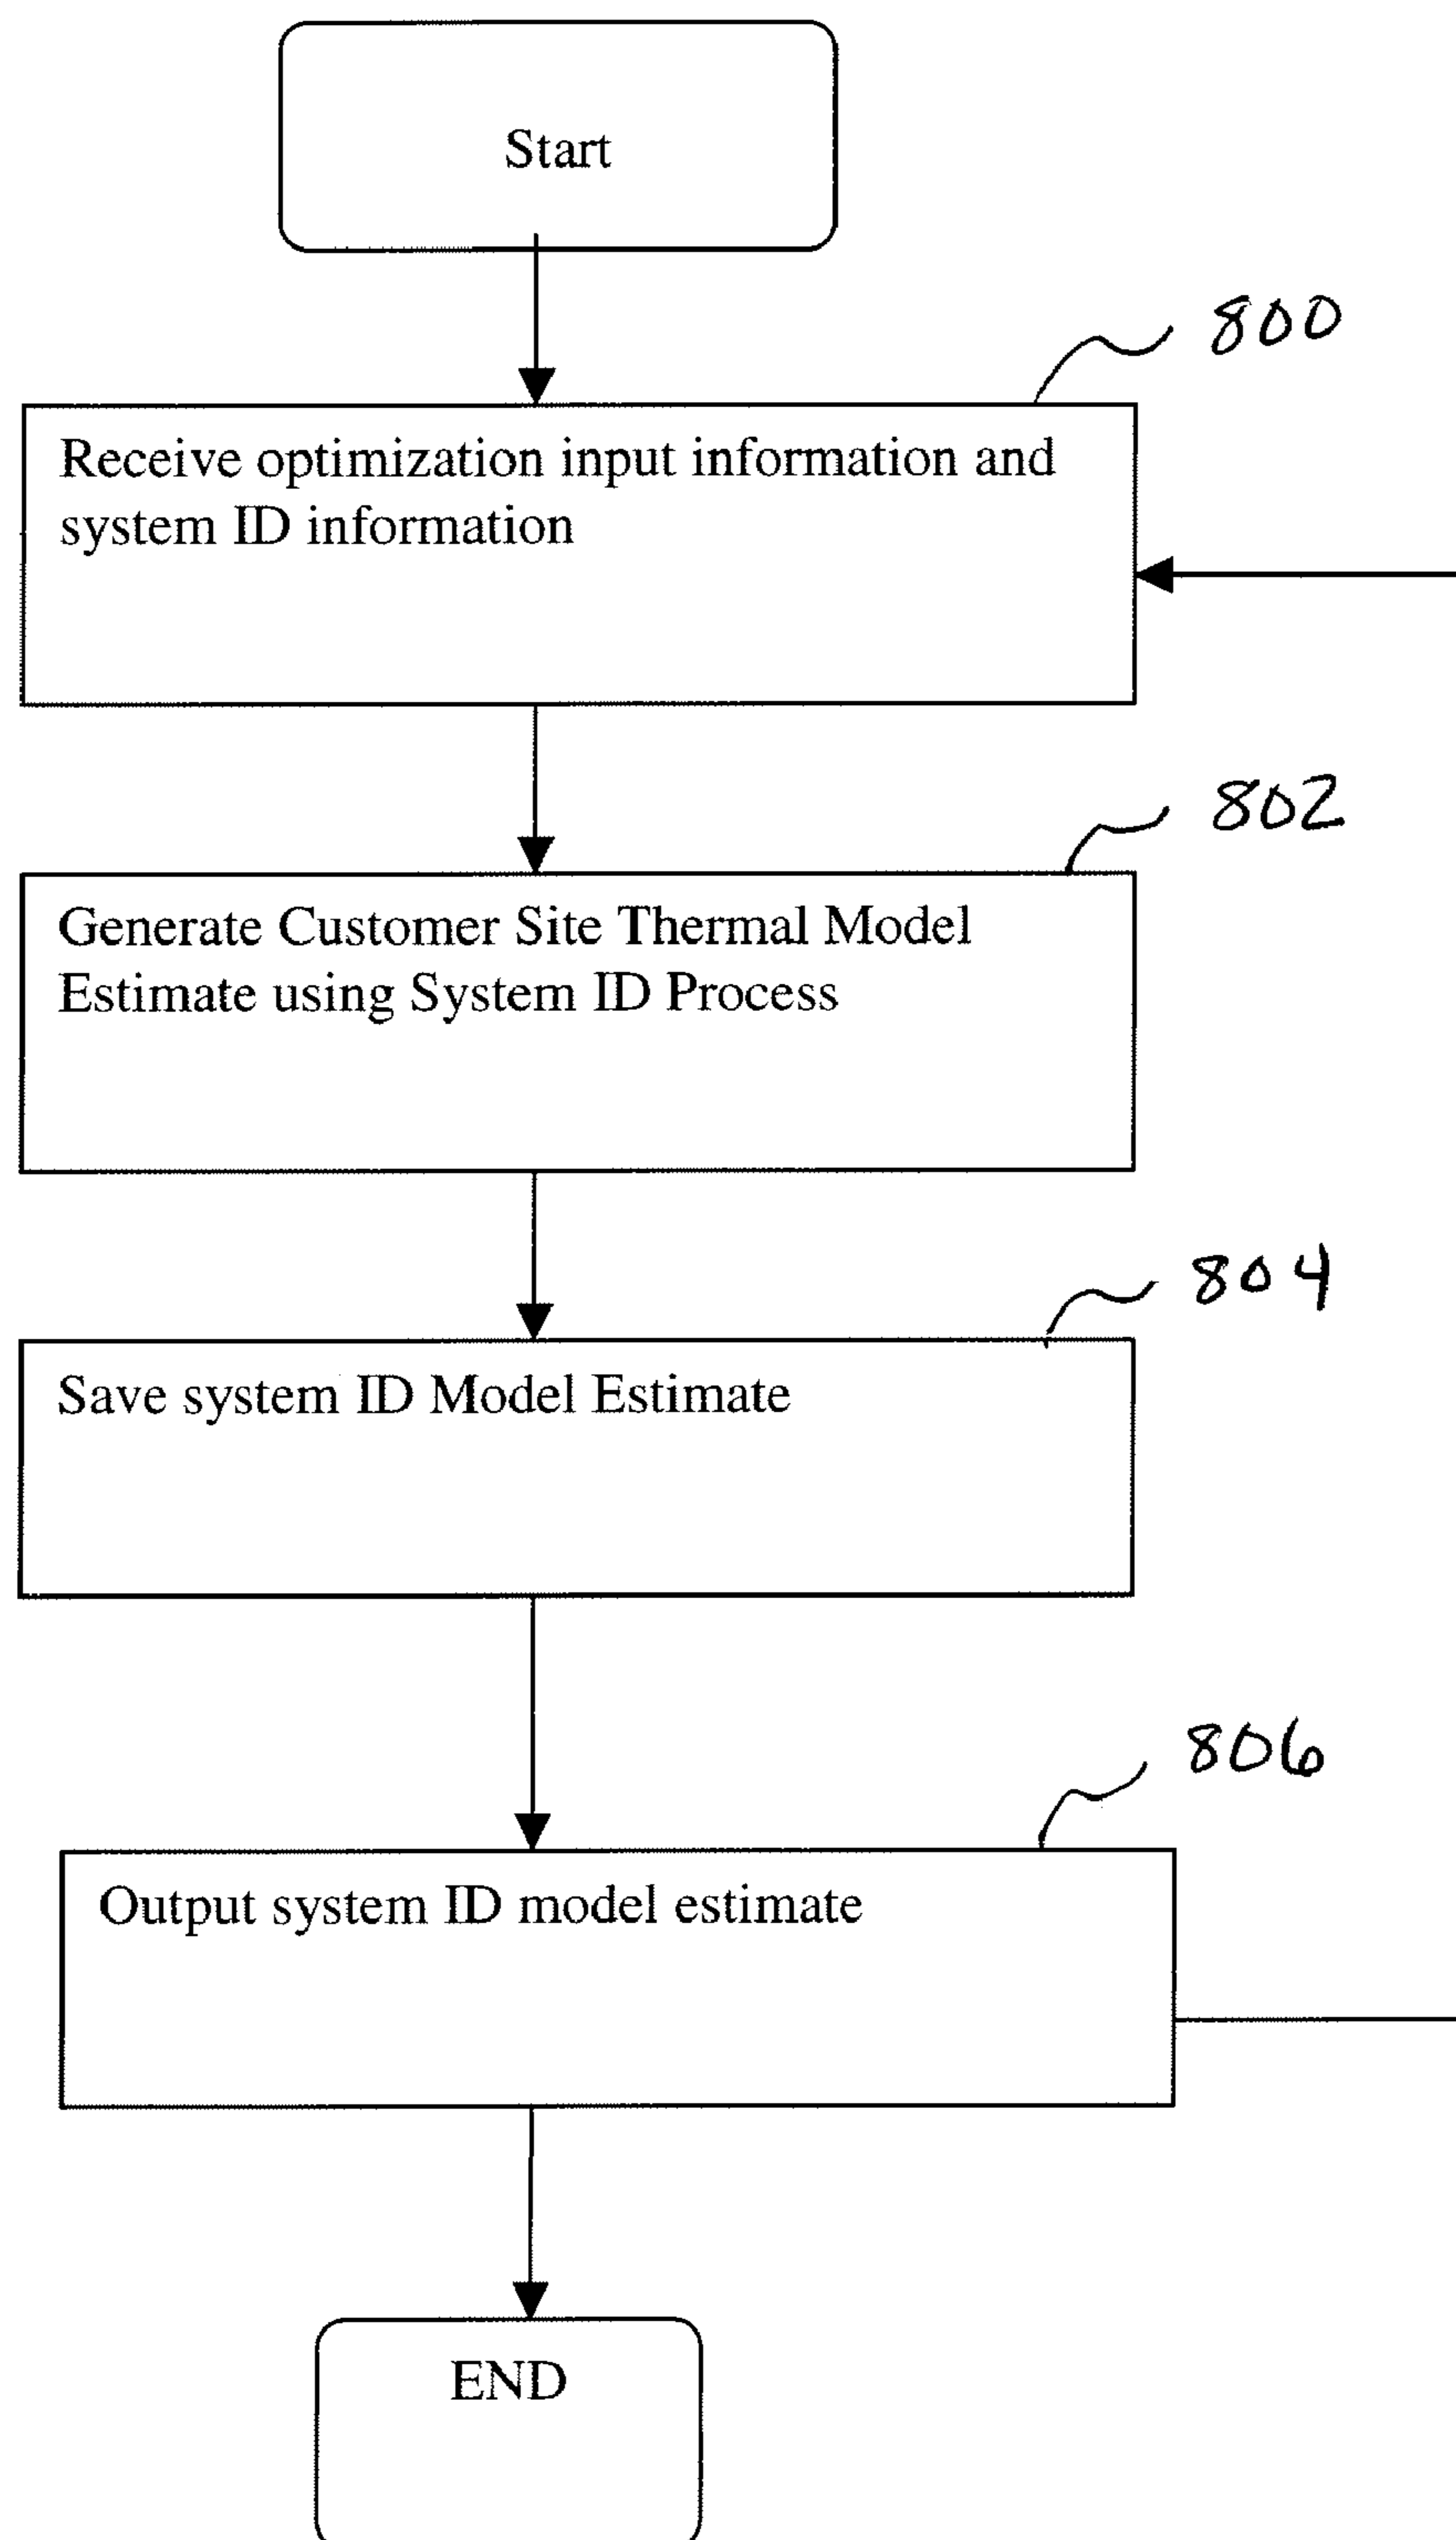 Start
800
Receive optimization input information and
system ID information
802
Generate Customer Site Thermal Model
Estimate using System ID Process
804
Save system ID Model Estimate
806
Output system ID model estimate
END